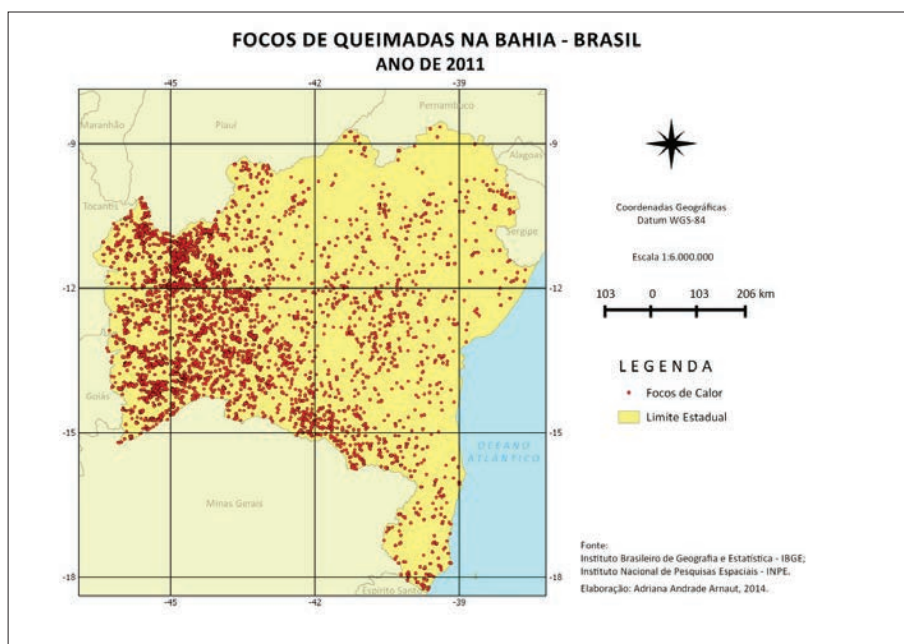 FOCOS DE QUEIMADAS NA BAHIA - BRASIL
ANO DE 2011
-45 -42 -39
Pernambuco
Maranhão Piauí
-9 -9
Alagoas
Tocantis
Coordenadas Geográficas
Datum WGS-84
Sergipe
Escala 1:6.000.000
-12 -12
103 0 103 206 km
LEGENDA
Focos de Calor
Goiás
Limite Estadual
-15 -15
OCEANO
ATLÂNTICO
Minas Gerais
Fonte:
Instituto Brasileiro de Geografia e Estatística - IBGE;
Instituto Nacional de Pesquisas Espaciais - INPE.
-18 -18
Elaboração: Adriana Andrade Arnaut, 2014.
Espírito Santo
-45 -42 -39